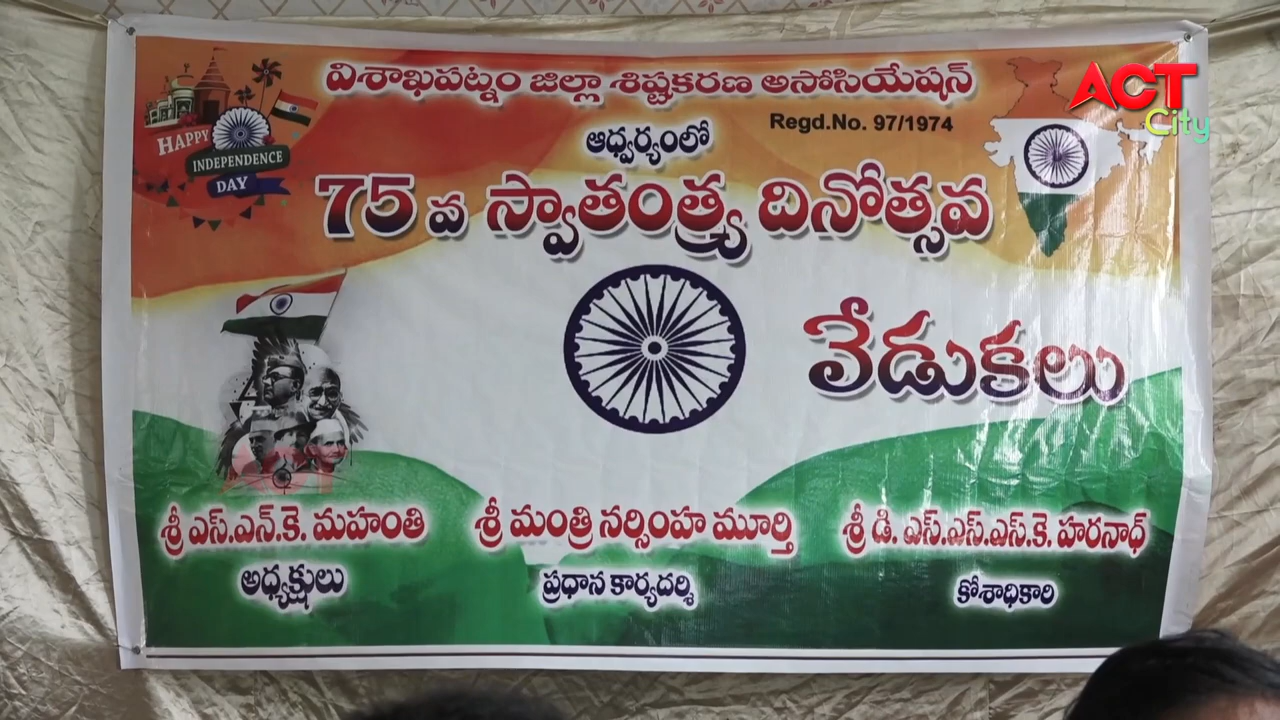 విశాఖపట్నం జిల్లా శిష్టకరణ అసోసియేషన్
Regd.No. 97/1974
ఆధ్వర్యంలో
HAPPY
INDEPENDENCE
DAY
75 వ స్వాతంత్ర్య దినోత్సవ
వేడుకలు
శ్రీ ఎస్.ఎన్.కె. మహంతి
అధ్యక్షులు
శ్రీ మంత్రి నర్సింహ మూర్తి
ప్రధాన కార్యదర్శి
శ్రీ డి. ఎస్.ఎస్.ఎస్.కె. హరనాధ్
కోశాధికారి
ACT
City